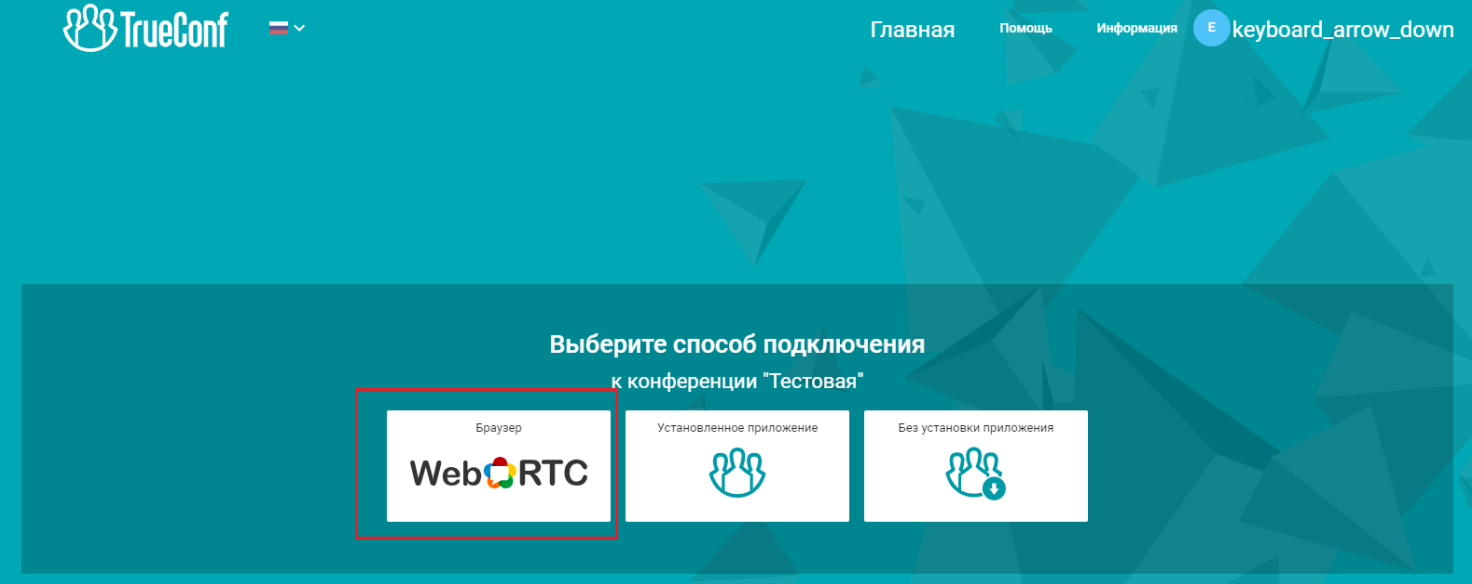 TrueConf
Главная Помощь Информация E keyboard_arrow_down
Выберите способ подключения
к конференции "Тестовая"
Браузер Установленное приложение Без установки приложения
WebRTC